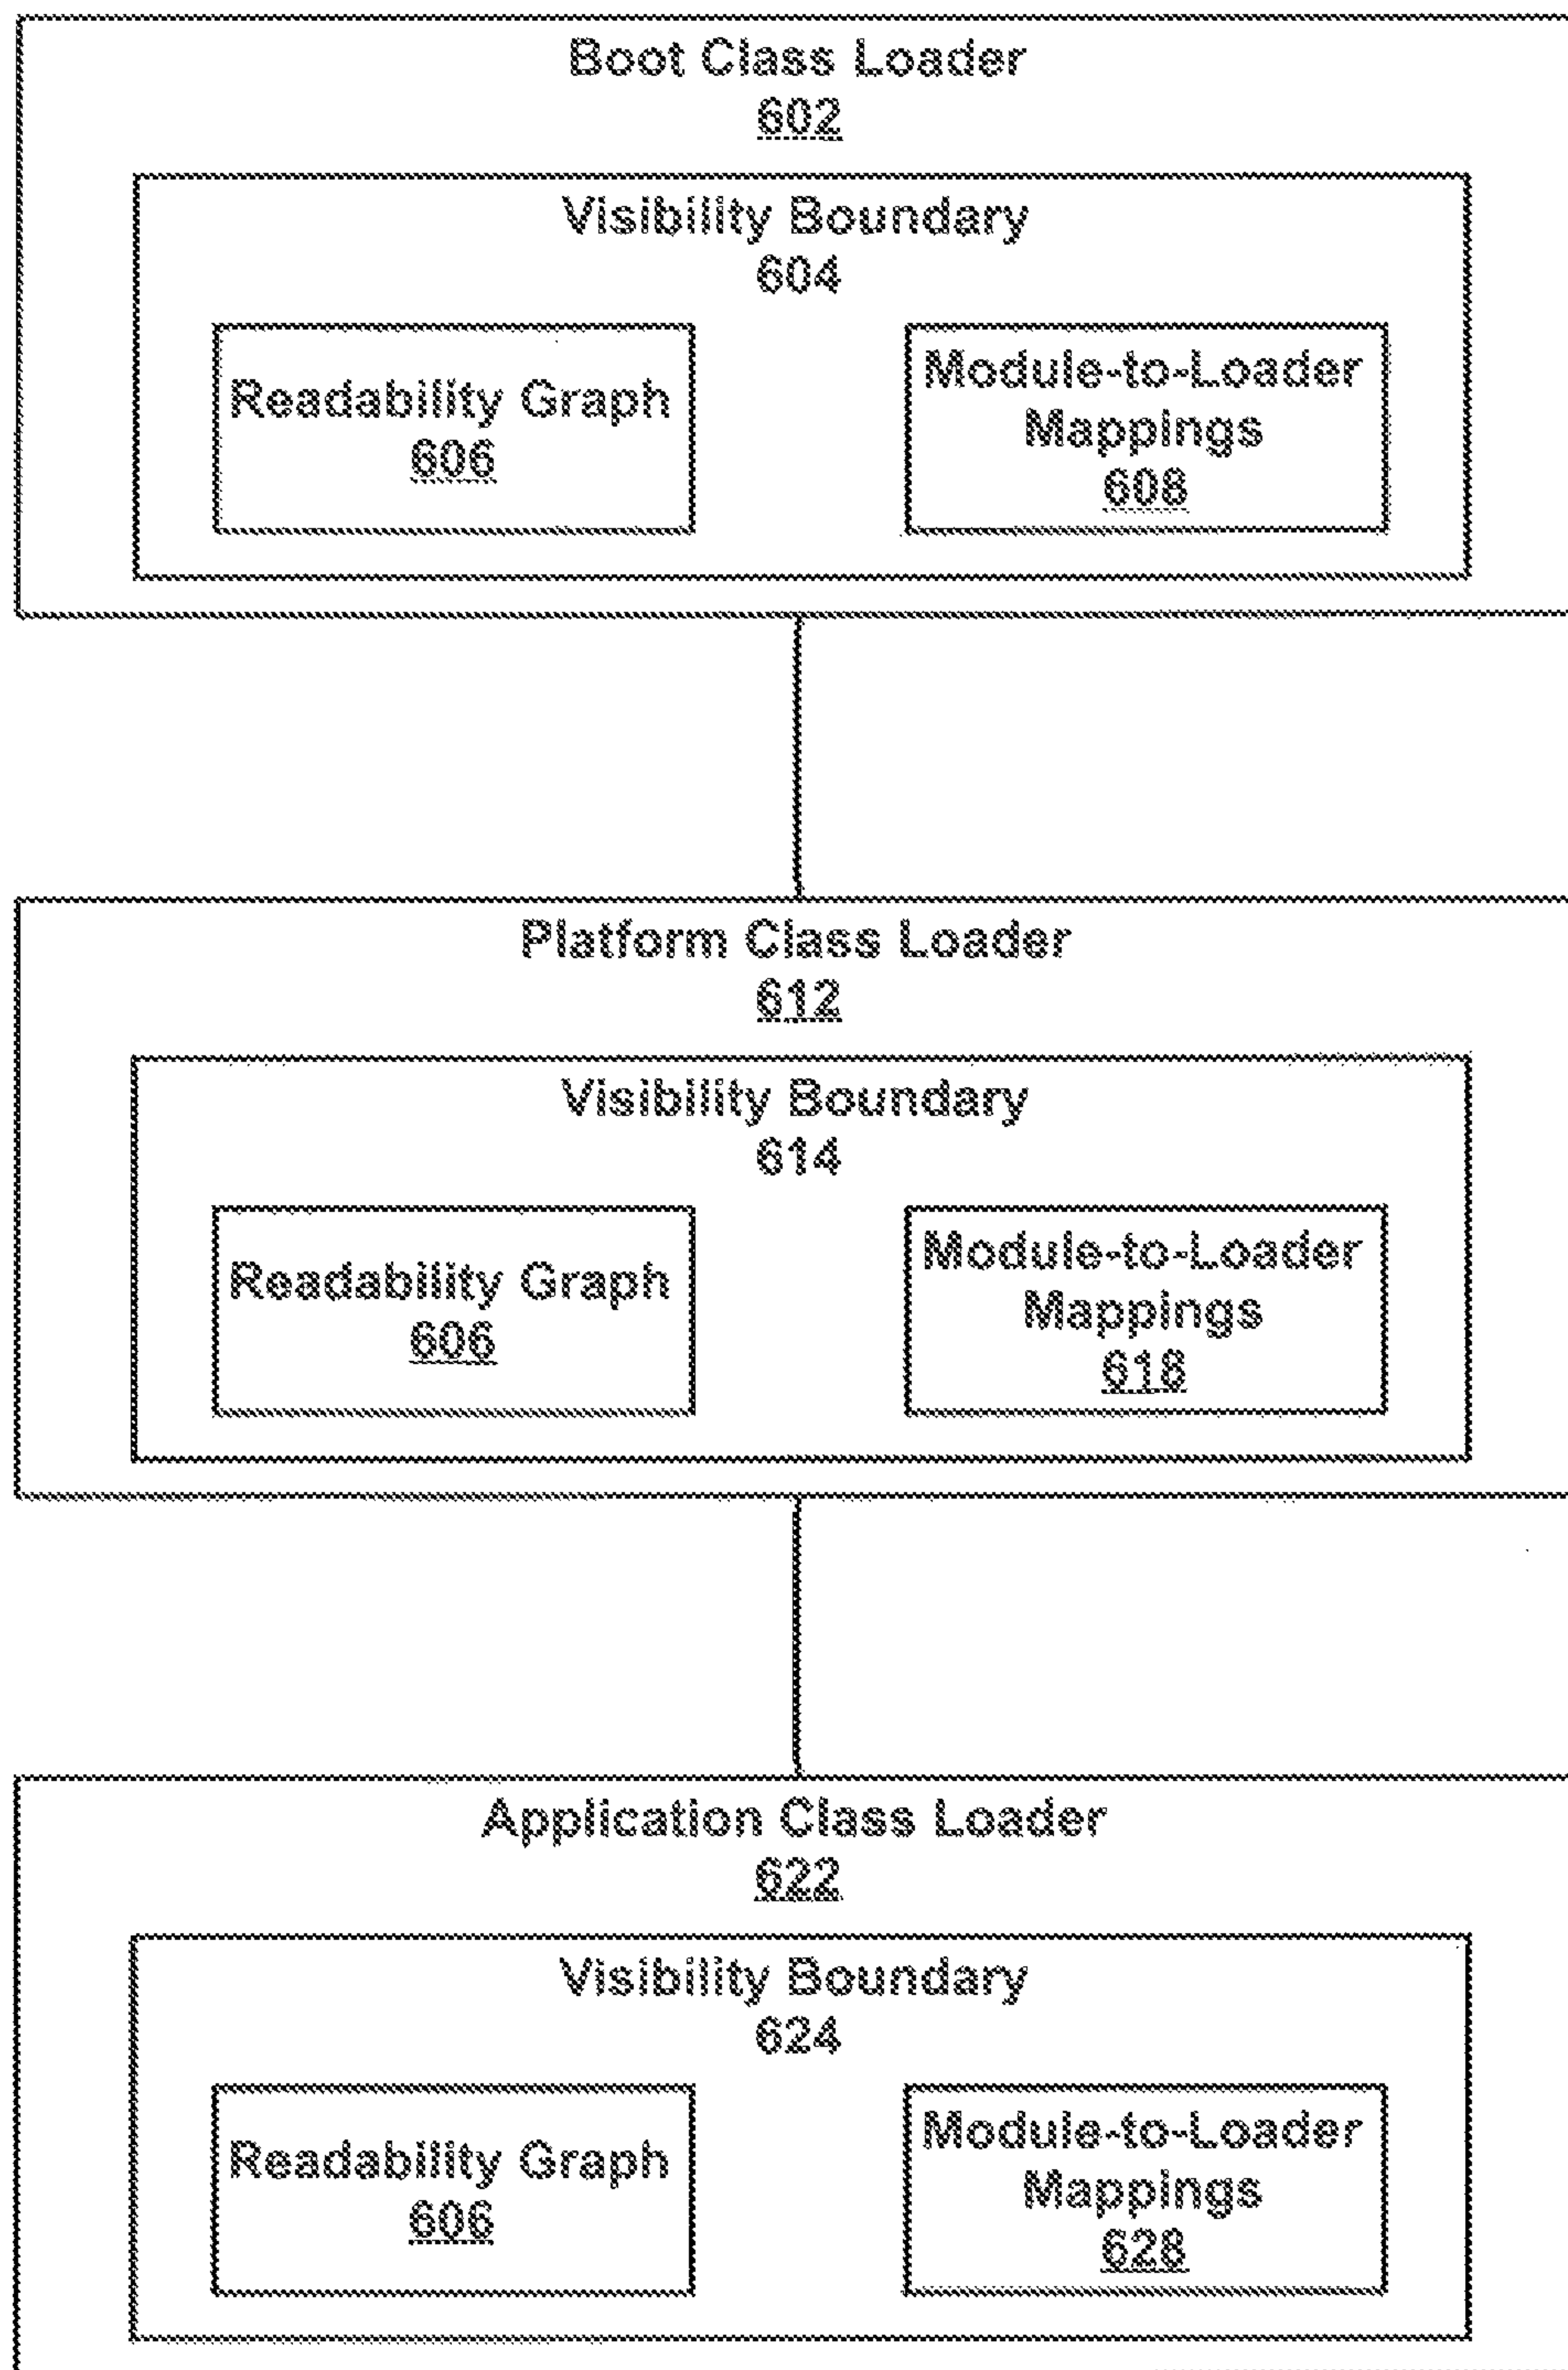 Boot Class Loader
602
Visibility Boundary
604
Readability Graph
606
Module-to-Loader
Mappings
608
Platform Class Loader
612
Visibility Boundary
614
Readability Graph
606
Module-to-Loader
Mappings
618
Application Class Loader
622
Visibility Boundary
624
Readability Graph
606
Module-to-Loader
Mappings
628